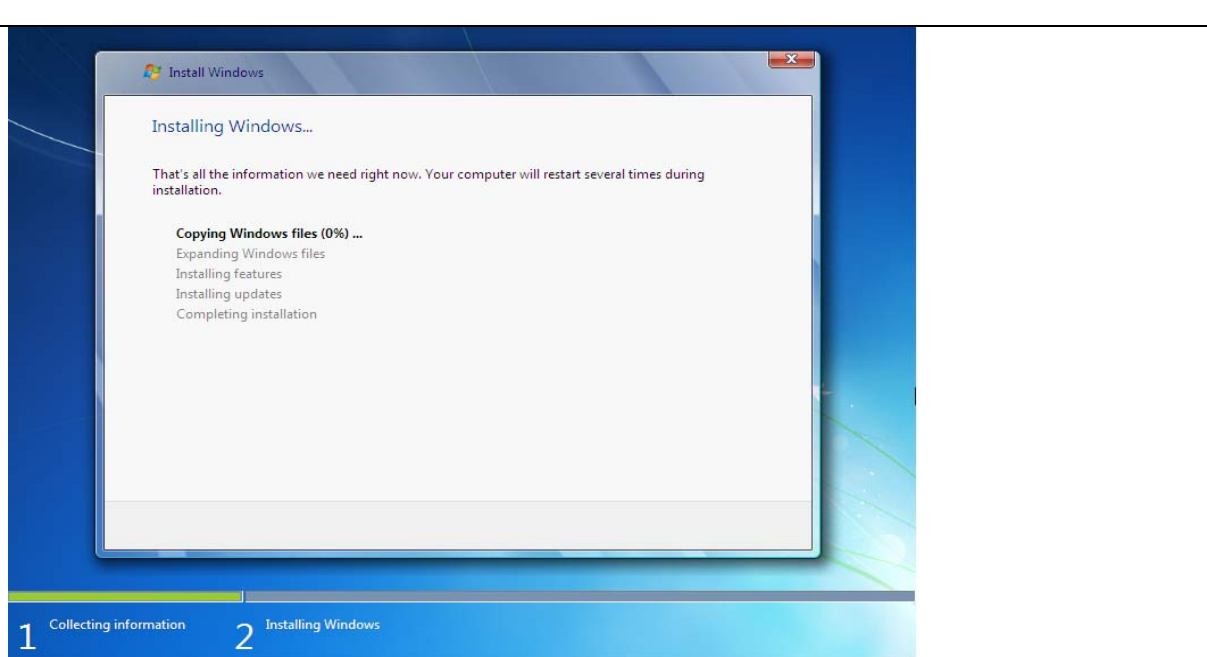 Install Windows
Installing Windows...
That's all the information we need right now. Your computer will restart several times during
installation.
Copying Windows files (0%) ...
Expanding Windows files
Installing features
Installing updates
Completing installation
1 Collecting information
2 Installing Windows